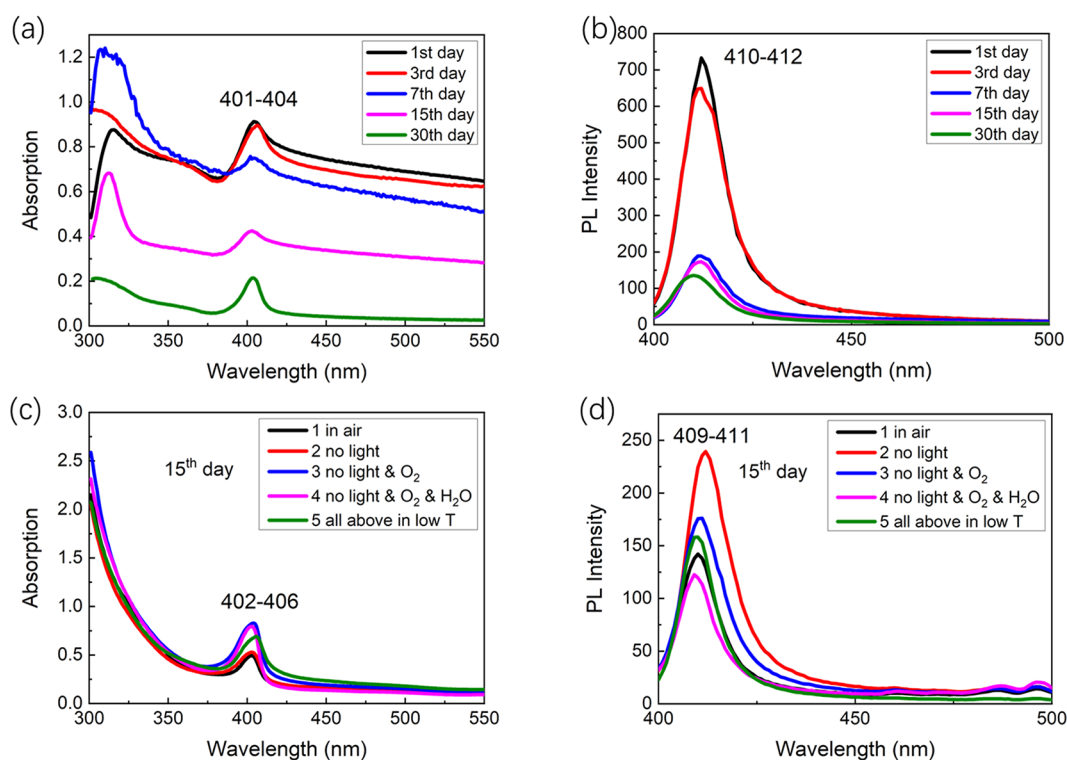 (a)
1.2
1.0
0.8
0.6
0.4
0.2
0.0
Absorption
401-404
1st day
3rd day
7th day
15th day
30th day
300
350
400
450
500
550
Wavelength (nm)
(b)
800
700
600
500
400
300
200
100
0
PL Intensity
410-412
1st day
3rd day
7th day
15th day
30th day
400
450
500
Wavelength (nm)
(c)
3.0
2.5
2.0
1.5
1.0
0.5
0.0
Absorption
15th day
402-406
1 in air
2 no light
3 no light & O₂
4 no light & O₂ & H₂O
5 all above in low T
300
350
400
450
500
550
Wavelength (nm)
(d)
250
200
150
100
50
0
PL Intensity
409-411
15th day
1 in air
2 no light
3 no light & O₂
4 no light & O₂ & H₂O
5 all above in low T
400
450
500
Wavelength (nm)